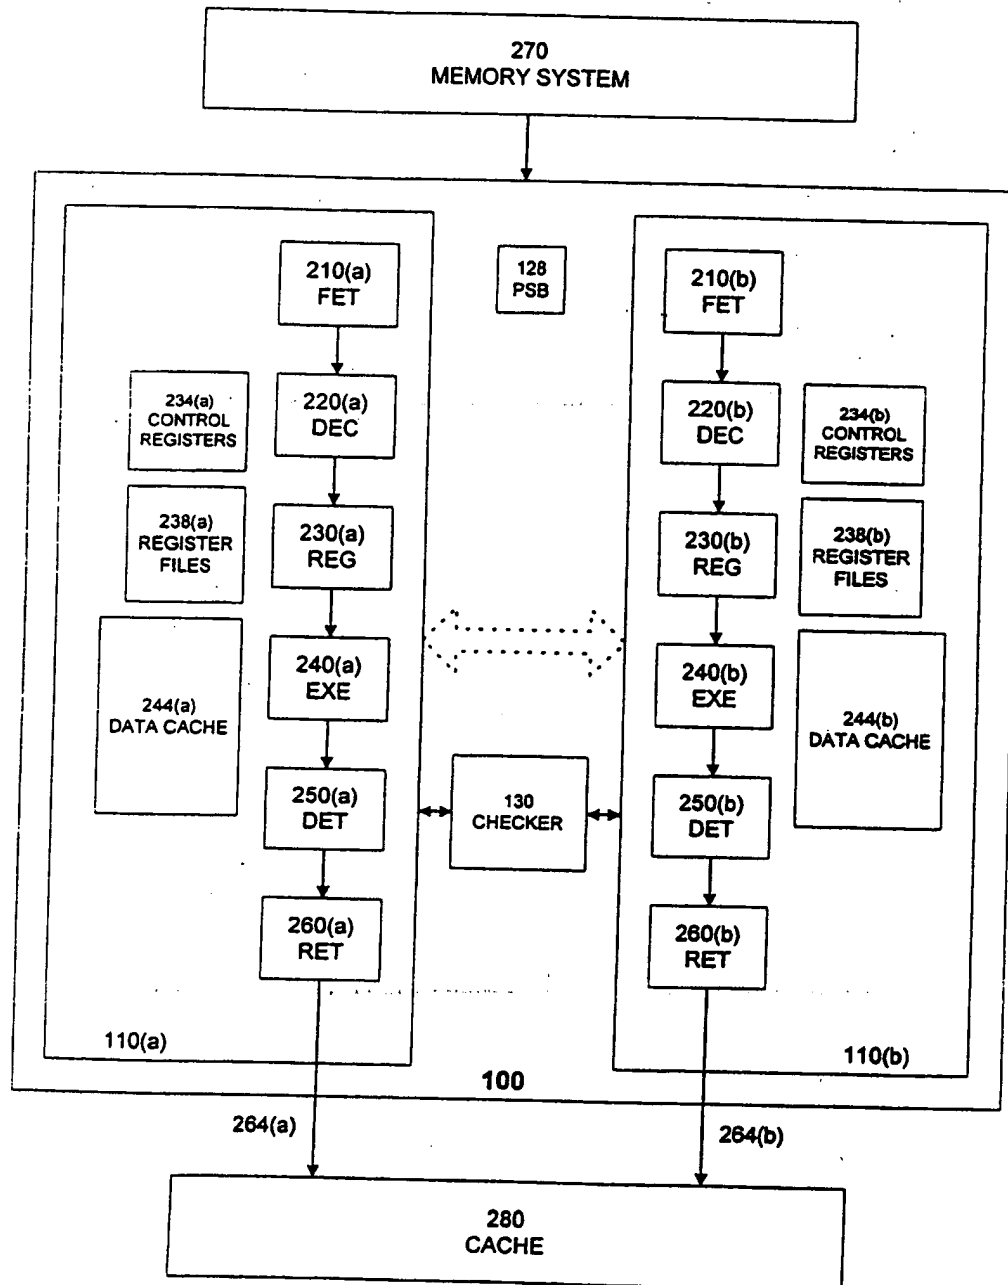 270
MEMORY SYSTEM
210(a)
FET
128
PSB
210(b)
FET
234(a)
CONTROL
REGISTERS
220(a)
DEC
220(b)
DEC
234(b)
CONTROL
REGISTERS
238(a)
REGISTER
FILES
230(a)
REG
230(b)
REG
238(b)
REGISTER
FILES
244(a)
DATA CACHE
240(a)
EXE
240(b)
EXE
244(b)
DATA CACHE
250(a)
DET
130
CHECKER
250(b)
DET
260(a)
RET
260(b)
RET
110(a)
100
110(b)
264(a)
264(b)
280
CACHE